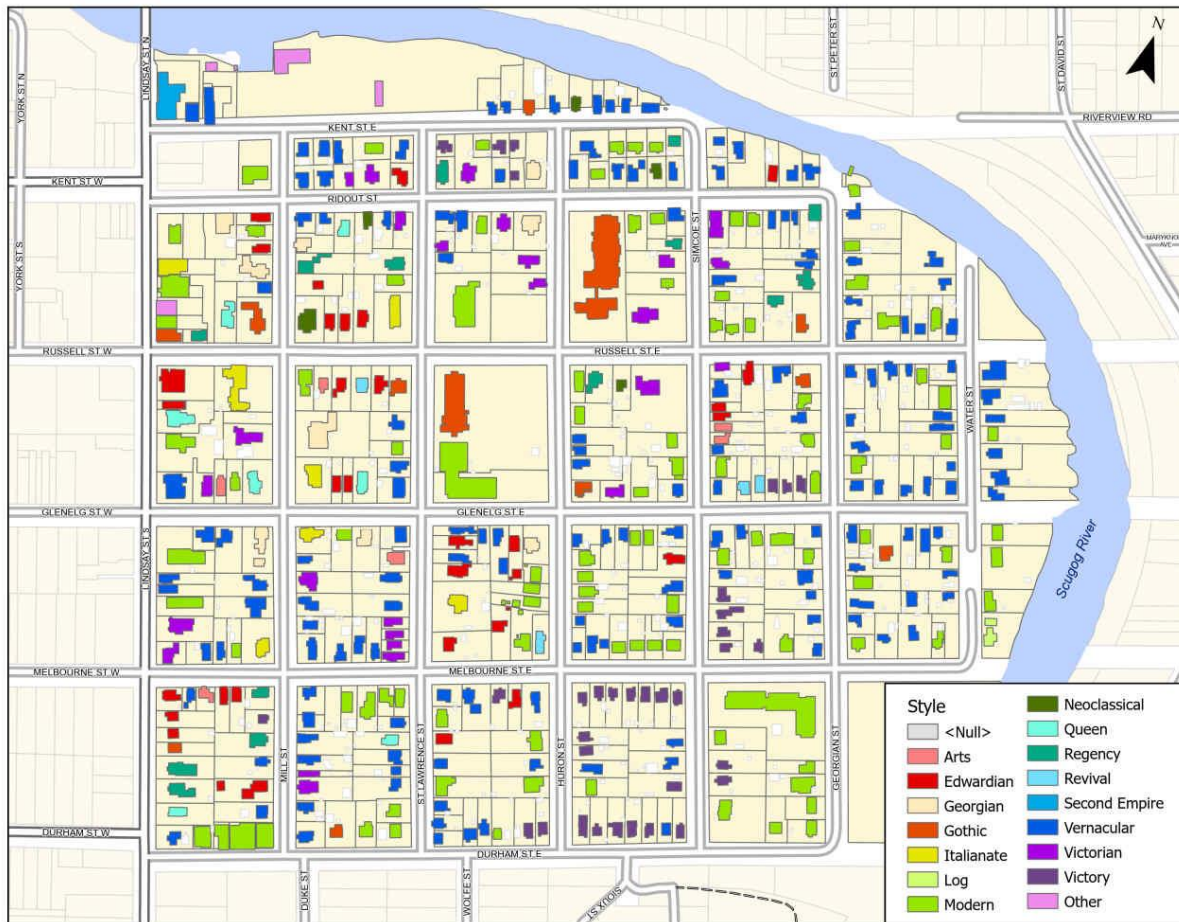 YORK ST N
LINDSAY ST N
ST PETER ST
ST DAVID ST
N
RIVERVIEW RD
KENT ST E
KENT ST W
RIDOUT ST
SIMCOE ST
YORK ST S
RUSSELL ST W
RUSSELL ST E
WATER ST
GLENELG ST W
GLENELG ST E
LINDSAY ST S
Scugog River
MELBOURNE ST W
MELBOURNE ST E
MILL ST
ST LAWRENCE ST
HURON ST
GEORGIAN ST
DURHAM ST W
DURHAM ST E
DUKE ST
WOLFE ST
SIOUX ST
Style
<Null>
Arts
Edwardian
Georgian
Gothic
Italianate
Log
Modern
Neoclassical
Queen
Regency
Revival
Second Empire
Vernacular
Victorian
Victory
Other